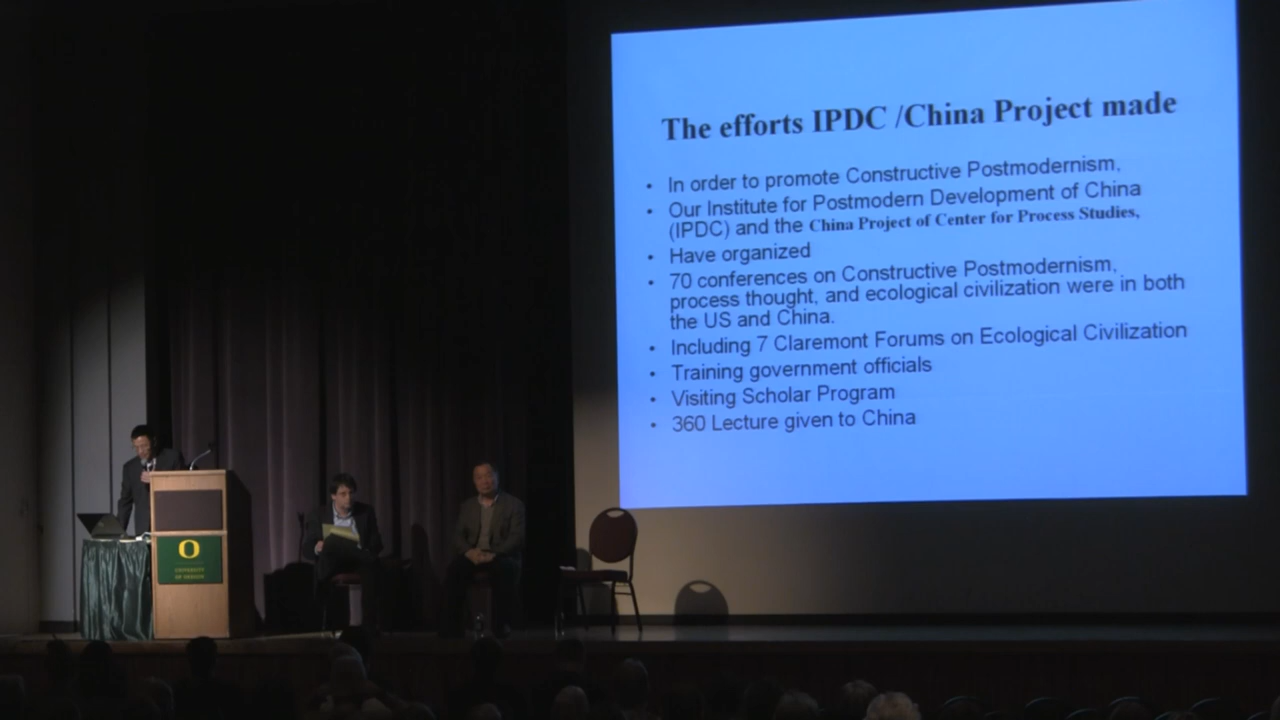 The efforts IPDC /China Project made
• In order to promote Constructive Postmodernism,
• Our Institute for Postmodern Development of China
(IPDC) and the China Project of Center for Process Studies,
• Have organized
• 70 conferences on Constructive Postmodernism,
process thought, and ecological civilization were in both
the US and China.
• Including 7 Claremont Forums on Ecological Civilization
• Training government officials
• Visiting Scholar Program
• 360 Lecture given to China
O
UNIVERSITY
OF OREGON